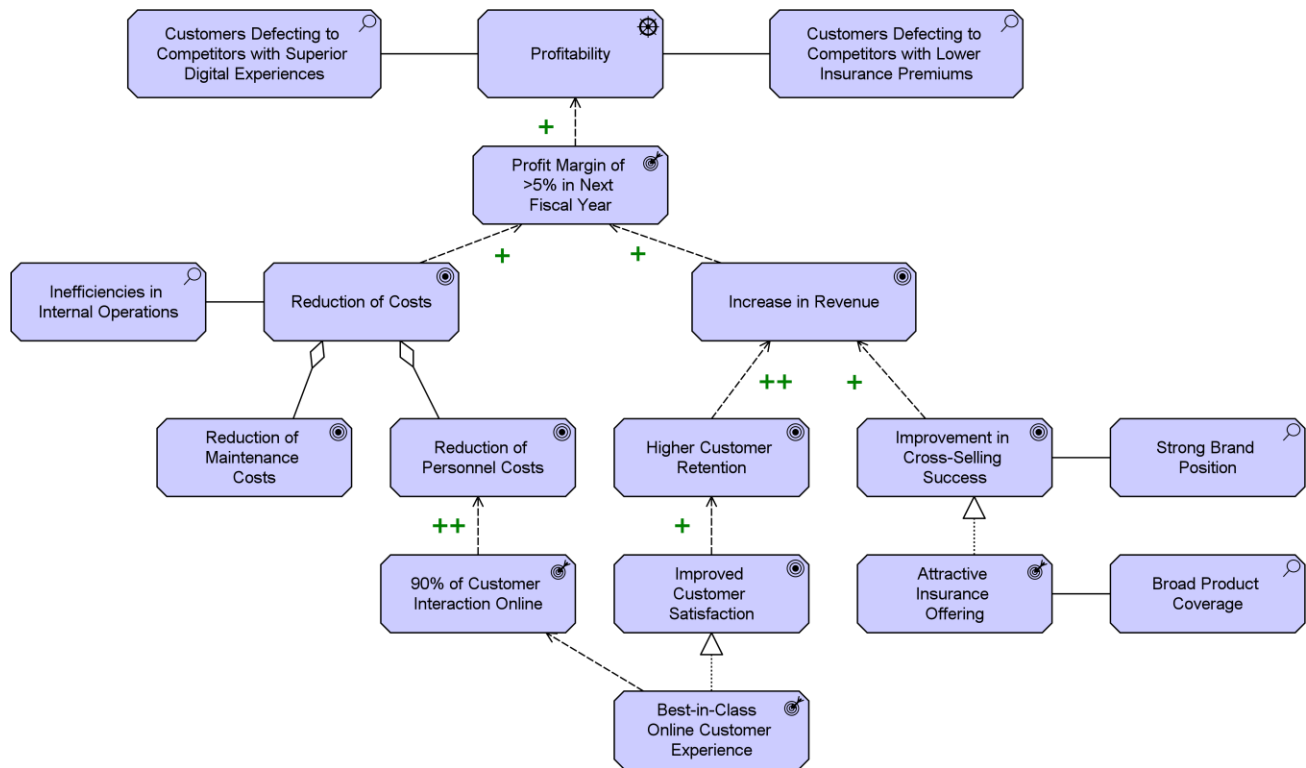 Customers Defecting to
Competitors with Superior
Digital Experiences
Profitability
Customers Defecting to
Competitors with Lower
Insurance Premiums
+
Profit Margin of
>5% in Next
Fiscal Year
+
+
Inefficiencies in
Internal Operations
Reduction of Costs
Increase in Revenue
++
+
Reduction of
Maintenance
Costs
Reduction of
Personnel Costs
Higher Customer
Retention
Improvement in
Cross-Selling
Success
Strong Brand
Position
++
+
90% of Customer
Interaction Online
Improved
Customer
Satisfaction
Attractive
Insurance
Offering
Broad Product
Coverage
Best-in-Class
Online Customer
Experience